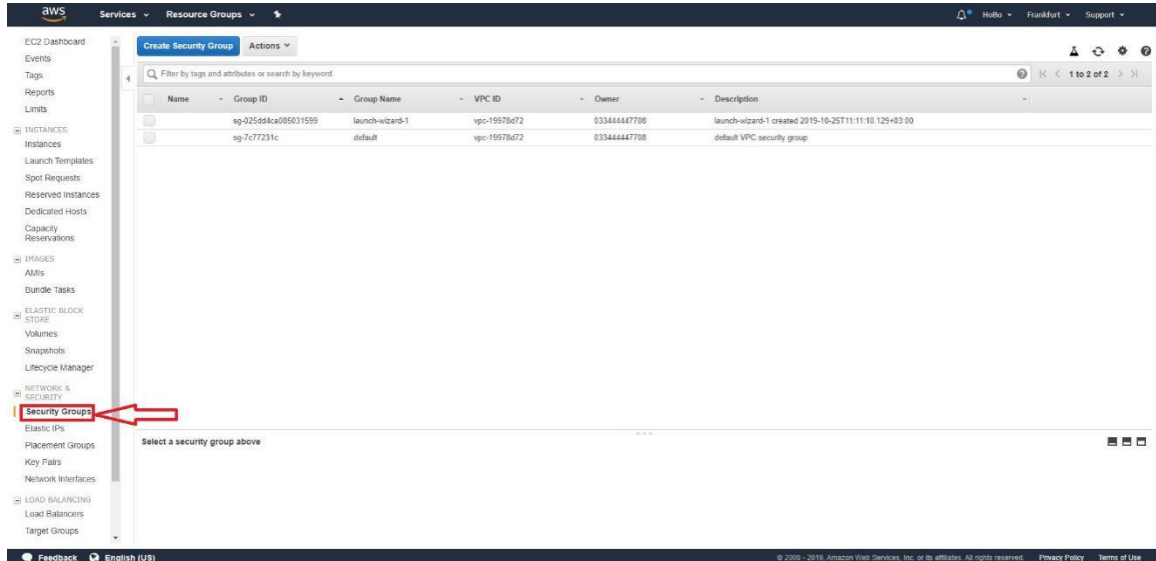 aws Services Resource Groups HoBo Frankfurt Support
EC2 Dashboard
Events
Tags
Reports
Limits
INSTANCES
Instances
Launch Templates
Spot Requests
Reserved Instances
Dedicated Hosts
Capacity
Reservations
IMAGES
AMIs
Bundle Tasks
ELASTIC BLOCK
STORE
Volumes
Snapshots
Lifecycle Manager
NETWORK &
SECURITY
Security Groups
Elastic IPs
Placement Groups
Key Pairs
Network Interfaces
LOAD BALANCING
Load Balancers
Target Groups
Create Security Group Actions
Filter by tags and attributes or search by keyword 1 to 2 of 2
Name Group ID Group Name VPC ID Owner Description
sg-025dd4ca085031599 launch-wizard-1 vpc-19978d72 033444447708 launch-wizard-1 created 2019-10-25T11:11:10.129+03:00
sg-7c77231c default vpc-19978d72 033444447708 default VPC security group
Select a security group above
Feedback English (US) © 2008 - 2019, Amazon Web Services, Inc. or its affiliates. All rights reserved. Privacy Policy Terms of Use